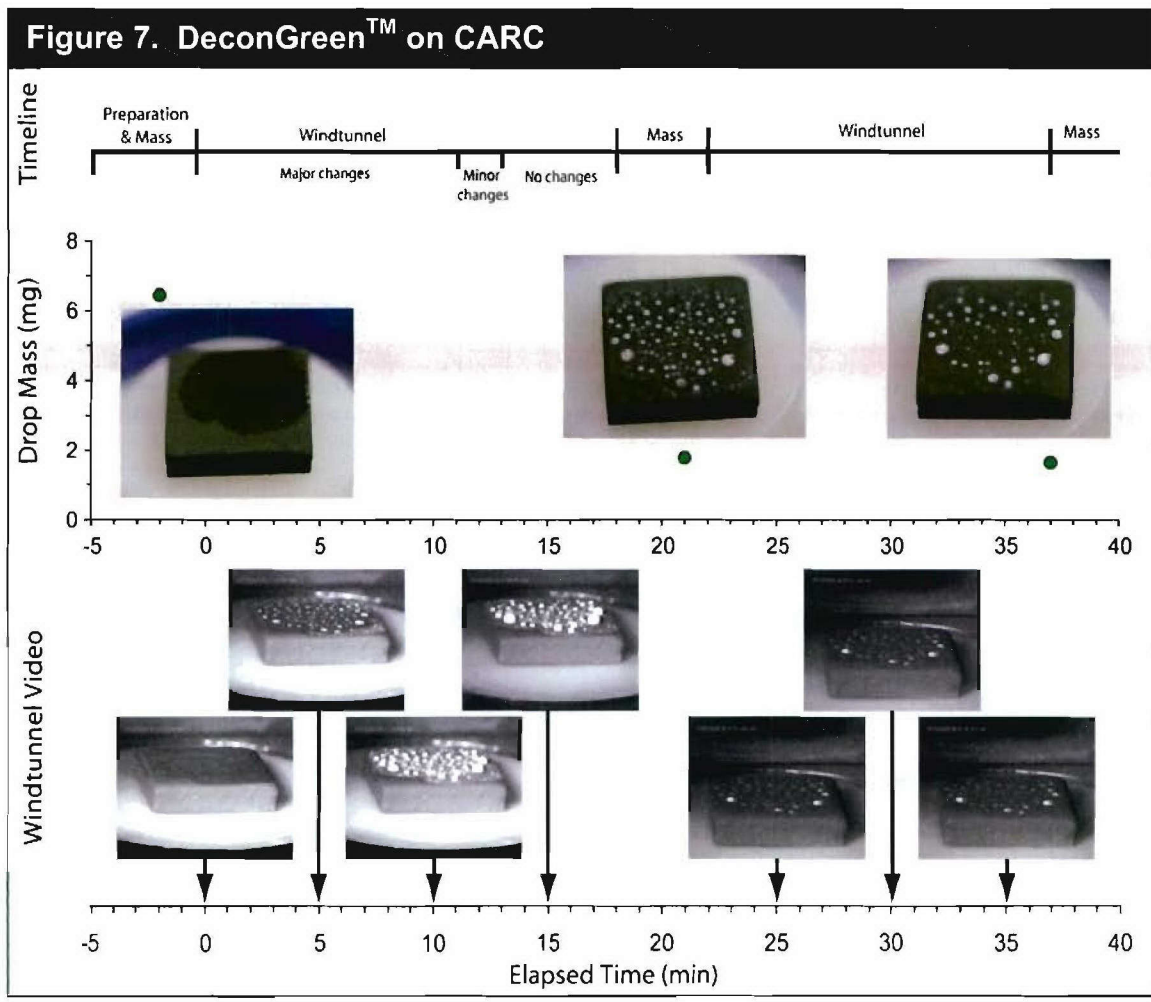 Figure 7. DeconGreen™ on CARC
Timeline
Preparation
& Mass
Windtunnel
Mass
Windtunnel
Mass
Major changes
Minor
changes
No changes
Drop Mass (mg)
8
6
4
2
0
-5 0 5 10 15 20 25 30 35 40
Windtunnel Video
-5 0 5 10 15 20 25 30 35 40
Elapsed Time (min)